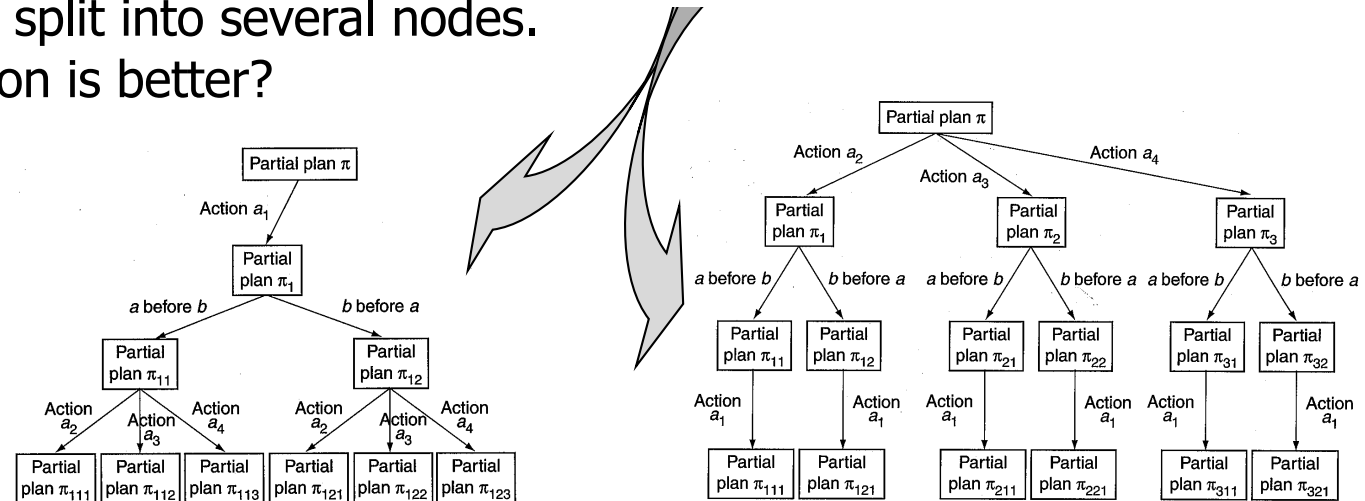 split into several nodes.
on is better?
Partial plan π
Action a₁
Partial
plan π₁
a before b
b before a
Partial
plan π₁₁
Partial
plan π₁₂
Action
a₂
Action
a₃
Action
a₄
Action
a₂
Action
a₃
Action
a₄
Partial
plan π₁₁₁
Partial
plan π₁₁₂
Partial
plan π₁₁₃
Partial
plan π₁₂₁
Partial
plan π₁₂₂
Partial
plan π₁₂₃
Partial plan π
Action a₂
Action a₃
Action a₄
Partial
plan π₁
Partial
plan π₂
Partial
plan π₃
a before b
b before a
a before b
b before a
a before b
b before a
Partial
plan π₁₁
Partial
plan π₁₂
Partial
plan π₂₁
Partial
plan π₂₂
Partial
plan π₃₁
Partial
plan π₃₂
Action
a₁
Action
a₁
Action
a₁
Action
a₁
Action
a₁
Action
a₁
Partial
plan π₁₁₁
Partial
plan π₁₂₁
Partial
plan π₂₁₁
Partial
plan π₂₂₁
Partial
plan π₃₁₁
Partial
plan π₃₂₁